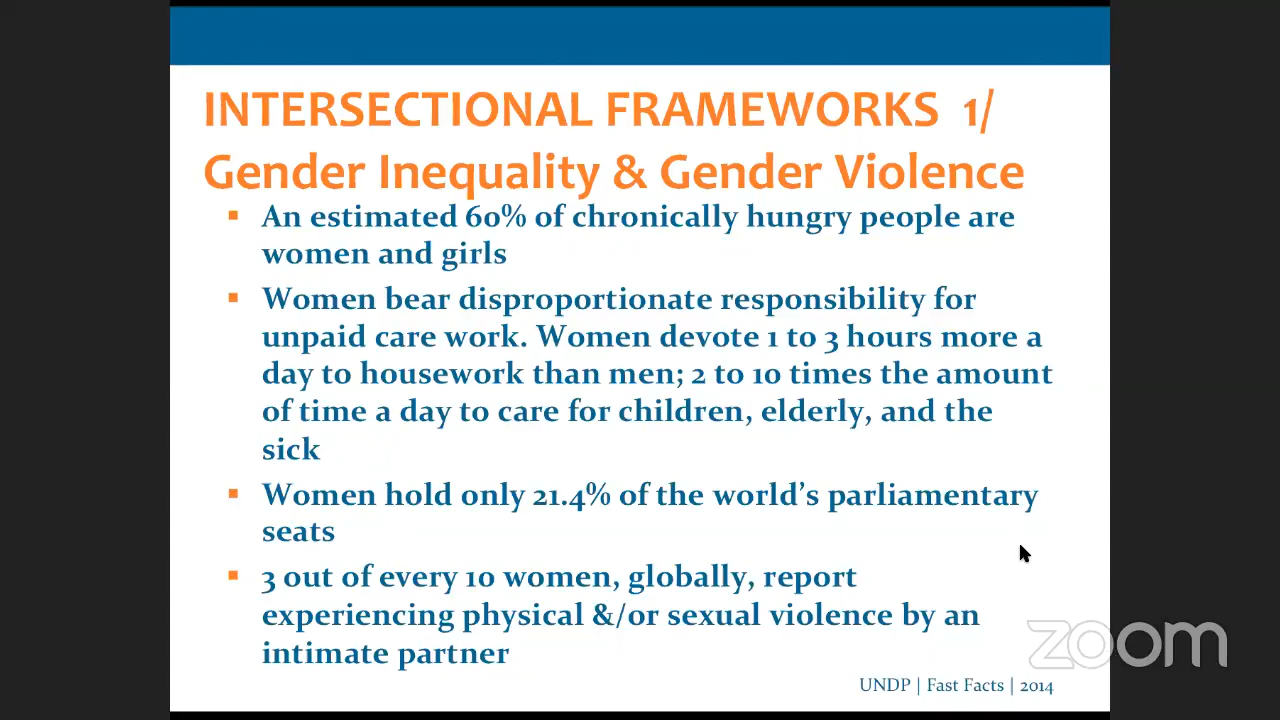 INTERSECTIONAL FRAMEWORKS 1/
Gender Inequality & Gender Violence
▪ An estimated 60% of chronically hungry people are
women and girls
▪ Women bear disproportionate responsibility for
unpaid care work. Women devote 1 to 3 hours more a
day to housework than men; 2 to 10 times the amount
of time a day to care for children, elderly, and the
sick
▪ Women hold only 21.4% of the world’s parliamentary
seats
▪ 3 out of every 10 women, globally, report
experiencing physical &/or sexual violence by an
intimate partner
zoom
UNDP | Fast Facts | 2014